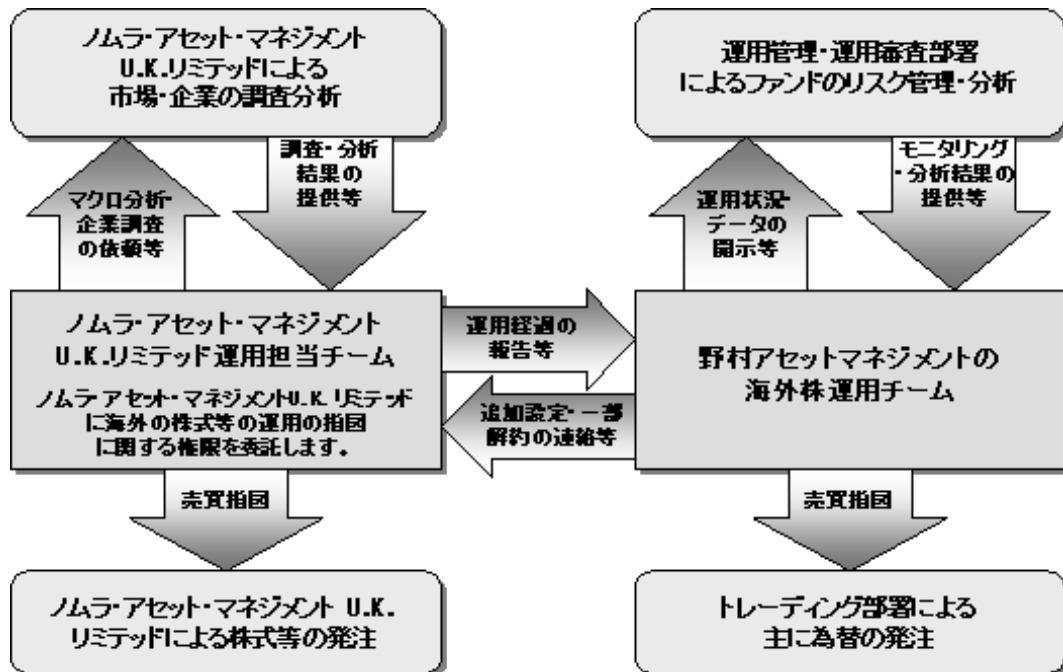 ノムラ・アセット・マネジメント
U.K.リミテッドによる
市場・企業の調査分析
運用管理・運用審査部署
によるファンドのリスク管理・分析
マクロ分析・
企業調査
の依頼等
調査・分析
結果の
提供等
運用状況・
データの
開示等
モニタリング
・分析結果の
提供等
ノムラ・アセット・マネジメント
U.K.リミテッド運用担当チーム
ノムラ・アセット・マネジメントU.K.リミテッド
に海外の株式等の運用の指図
に関する権限を委託します。
運用経過の
報告等
追加設定・一部
解約の連絡等
野村アセットマネジメントの
海外株運用チーム
売買指図
売買指図
ノムラ・アセット・マネジメント U.K.
リミテッドによる株式等の発注
トレーディング部署による
主に為替の発注